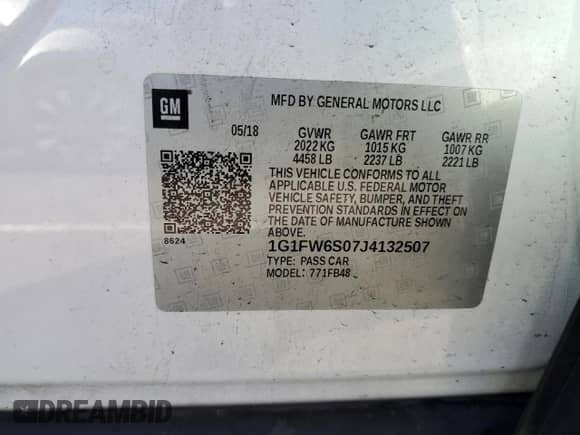 GM
MFD BY GENERAL MOTORS LLC
05/18 GVWR GAWR FRT GAWR RR
2022 KG 1015 KG 1007 KG
4458 LB 2237 LB 2221 LB
THIS VEHICLE CONFORMS TO ALL
APPLICABLE U.S. FEDERAL MOTOR
VEHICLE SAFETY, BUMPER, AND THEFT
PREVENTION STANDARDS IN EFFECT ON
THE DATE OF MANUFACTURE SHOWN
ABOVE.
8624
1G1FW6S07J4132507
TYPE: PASS CAR
MODEL: 771FB48
DREAMBID